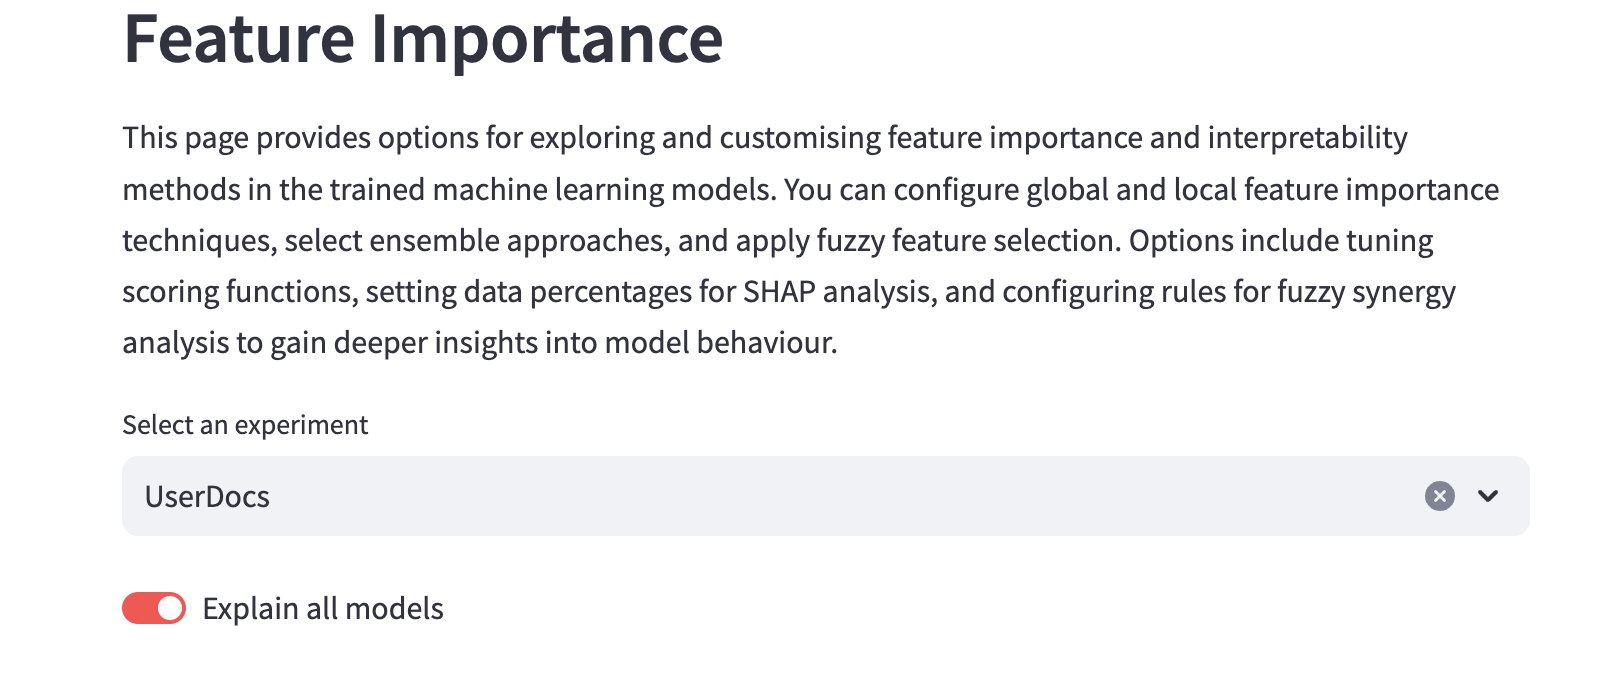 Feature Importance
This page provides options for exploring and customising feature importance and interpretability
methods in the trained machine learning models. You can configure global and local feature importance
techniques, select ensemble approaches, and apply fuzzy feature selection. Options include tuning
scoring functions, setting data percentages for SHAP analysis, and configuring rules for fuzzy synergy
analysis to gain deeper insights into model behaviour.
Select an experiment
UserDocs
Explain all models